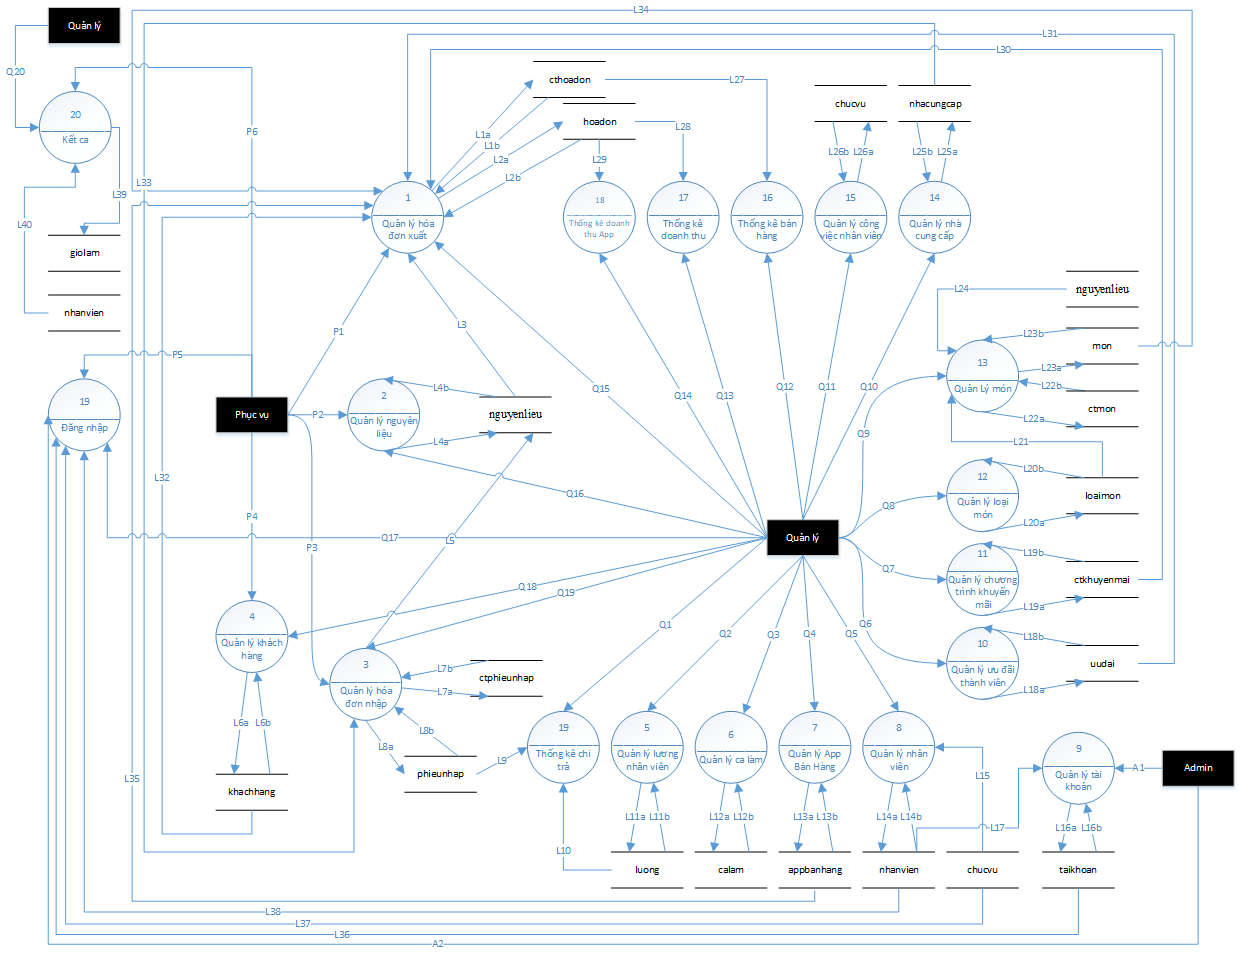 L34
Quản lý
L31
L30
Q20
cthoadon
L27
chucvu
nhacungcap
20
Kết ca
P6
hoadon
L28
L1a
L1b
L26b
L26a
L25b
L25a
L2a
L29
L2b
L33
L39
L40
1
Quản lý hóa
đơn xuất
18
Thống kê doanh
thu App
17
Thống kê
doanh thu
16
Thống kê bán
hàng
15
Quản lý công
việc nhân viên
14
Quản lý nhà
cung cấp
giolam
nhanvien
L24
nguyenlieu
P1
L3
L23b
mon
P5
13
Quản Lý món
L23a
L22b
Q15
Q14
Q13
Q12
Q11
Q10
L4b
19
Đăng nhập
Phục vụ
P2
2
Quản lý nguyên
liệu
nguyenlieu
ctmon
L22a
Q9
L4a
L21
L32
L20b
12
Quản lý loại
món
loaimon
Q16
Q8
P4
L20a
Q17
L5
Quản lý
P3
11
Quản lý chương
trình khuyến
mãi
L19b
Q7
ctkhuyenmai
Q18
Q19
L19a
4
Quản lý khách
hàng
Q1
Q2
Q3
Q4
Q5
Q6
L18b
10
Quản lý ưu đãi
thành viên
uudai
3
Quản lý hóa
đơn nhập
L7b
ctphieunhap
L7a
L18a
L6a
L6b
L8b
L8a
19
Thống kê chi
trả
5
Quản lý lương
nhân viên
6
Quản lý ca làm
7
Quản lý App
Bán Hàng
8
Quản lý nhân
viên
9
Quản lý tài
khoản
A1
Admin
L35
phieunhap
L9
L15
khachhang
L11a
L11b
L12a
L12b
L13a
L13b
L14a
L14b
L17
L16a
L16b
L10
luong
calam
appbanhang
nhanvien
chucvu
taikhoan
L38
L37
L36
A2